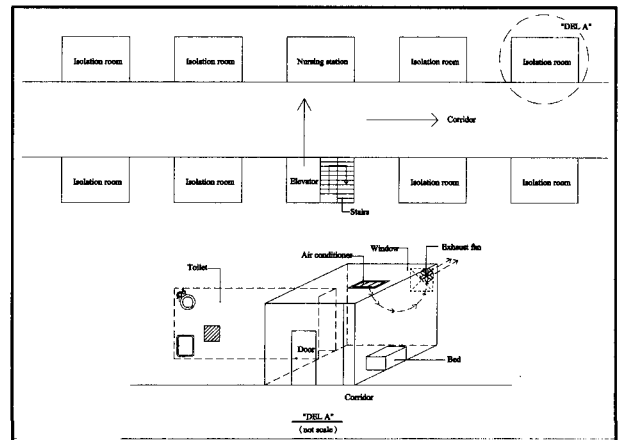 "DEL A"
Isolation room
Isolation room
Nursing station
Isolation room
Isolation room
Corridor
Isolation room
Isolation room
Elevator
Isolation room
Isolation room
Stairs
Window
Exhaust fan
Air conditiones
Toilet
Door
Bed
Corridor
"DEL A"
(not scale)